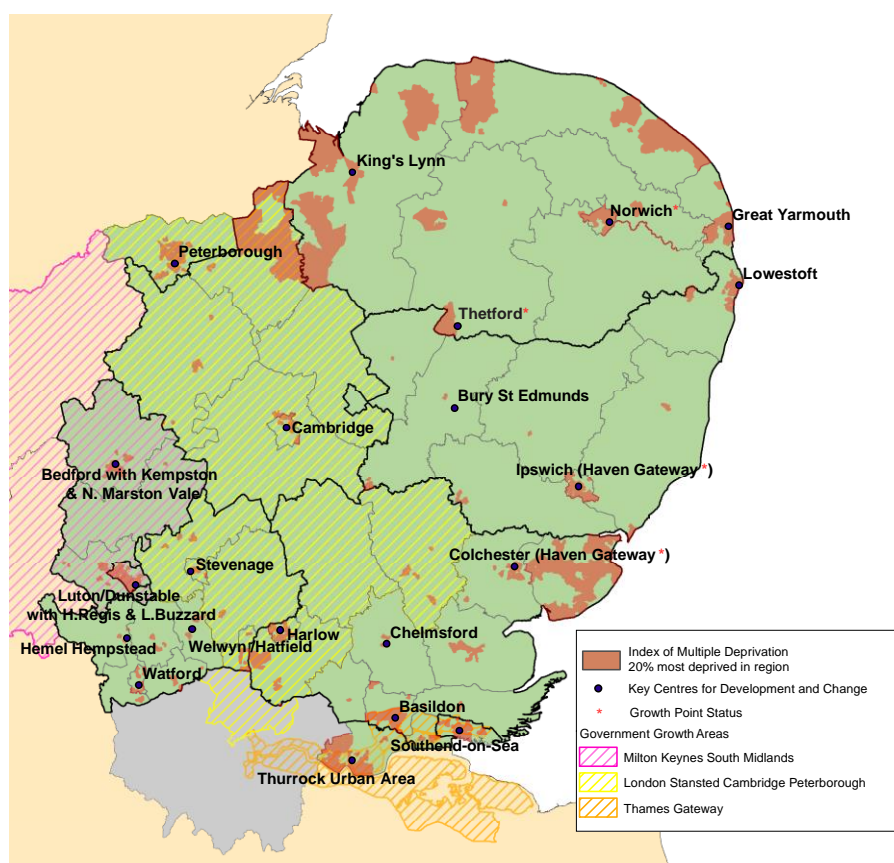 King's Lynn
Norwich*
Great Yarmouth
Peterborough
Lowestoft
Thetford*
Bury St Edmunds
Cambridge
Bedford with Kempston
& N. Marston Vale
Ipswich (Haven Gateway *)
Colchester (Haven Gateway *)
Stevenage
Luton/Dunstable
with H.Regis & L.Buzzard
Harlow
Chelmsford
Hemel Hempstead
Welwyn/Hatfield
Watford
Basildon
Southend-on-Sea
Thurrock Urban Area
Index of Multiple Deprivation
20% most deprived in region
Key Centres for Development and Change
* Growth Point Status
Government Growth Areas
Milton Keynes South Midlands
London Stansted Cambridge Peterborough
Thames Gateway